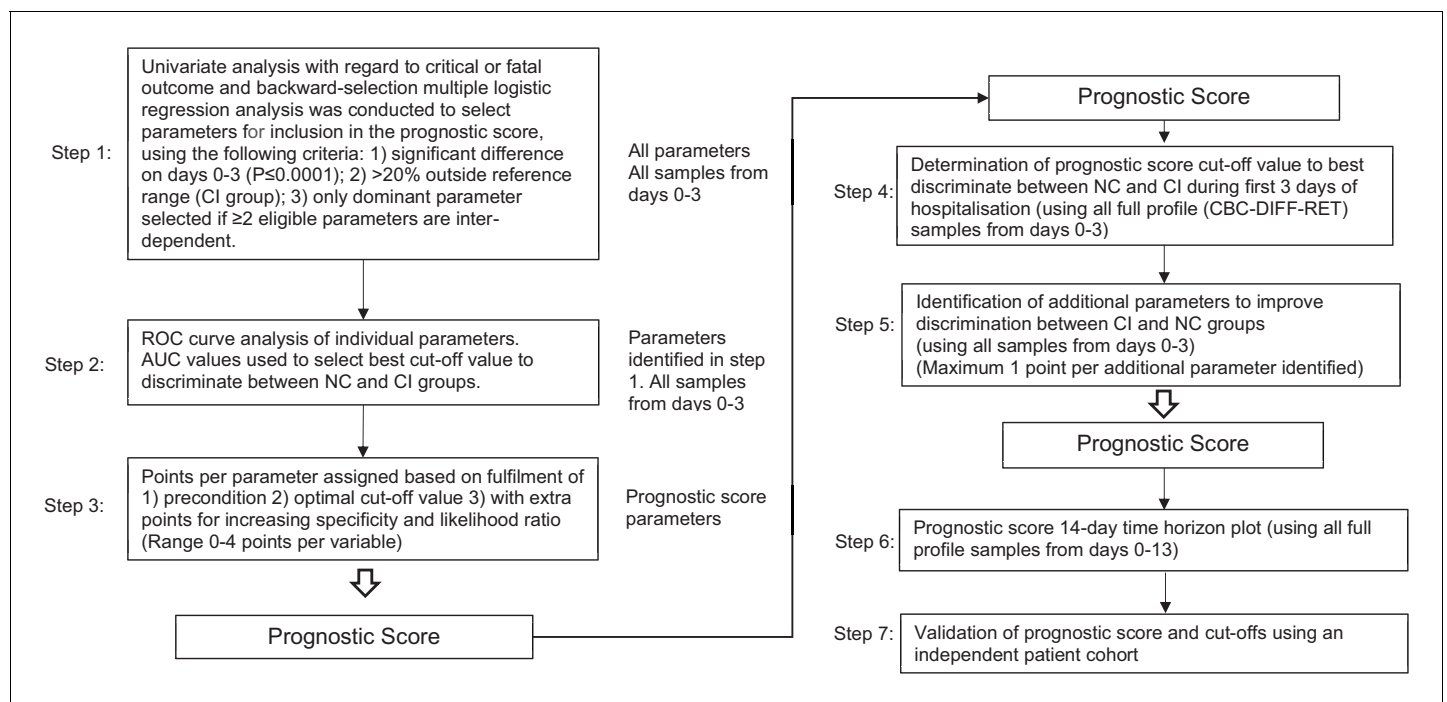 Step 1:
Univariate analysis with regard to critical or fatal
outcome and backward-selection multiple logistic
regression analysis was conducted to select
parameters for inclusion in the prognostic score,
using the following criteria: 1) significant difference
on days 0-3 (P≤0.0001); 2) >20% outside reference
range (CI group); 3) only dominant parameter
selected if ≥2 eligible parameters are inter-
dependent.
All parameters
All samples from
days 0-3
Step 2:
ROC curve analysis of individual parameters.
AUC values used to select best cut-off value to
discriminate between NC and CI groups.
Parameters
identified in step
1. All samples
from days 0-3
Step 3:
Points per parameter assigned based on fulfilment of
1) precondition 2) optimal cut-off value 3) with extra
points for increasing specificity and likelihood ratio
(Range 0-4 points per variable)
Prognostic score
parameters
Prognostic Score
Prognostic Score
Step 4:
Determination of prognostic score cut-off value to best
discriminate between NC and CI during first 3 days of
hospitalisation (using all full profile (CBC-DIFF-RET)
samples from days 0-3)
Step 5:
Identification of additional parameters to improve
discrimination between CI and NC groups
(using all samples from days 0-3)
(Maximum 1 point per additional parameter identified)
Prognostic Score
Step 6:
Prognostic score 14-day time horizon plot (using all full
profile samples from days 0-13)
Step 7:
Validation of prognostic score and cut-offs using an
independent patient cohort